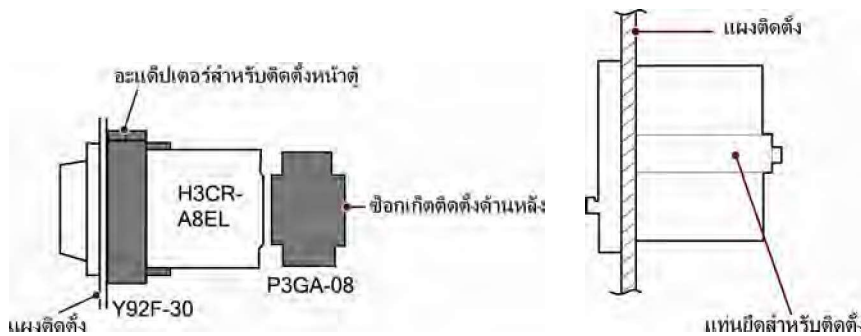 อะแด๊ปเตอร์สำหรับติดตั้งหน้าตู้
H3CR-
A8EL
ซ็อกเก็ตติดตั้งด้านหลัง
P3GA-08
Y92F-30
แผงติดตั้ง
แผงติดตั้ง
แท่นยึดสำหรับติดตั้ง